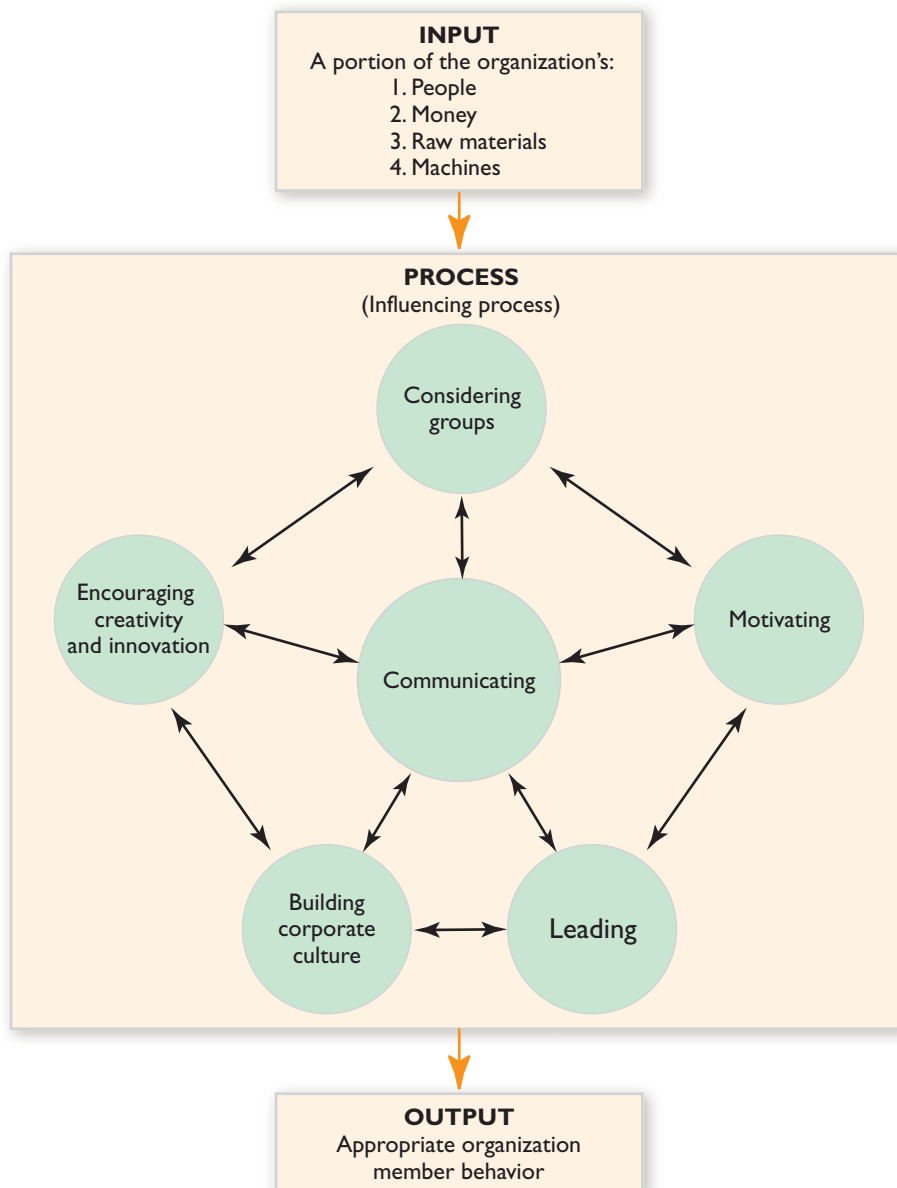 INPUT
A portion of the organization's:
1. People
2. Money
3. Raw materials
4. Machines
PROCESS
(Influencing process)
Considering
groups
Encouraging
creativity
and innovation
Motivating
Communicating
Building
corporate
culture
Leading
OUTPUT
Appropriate organization
member behavior